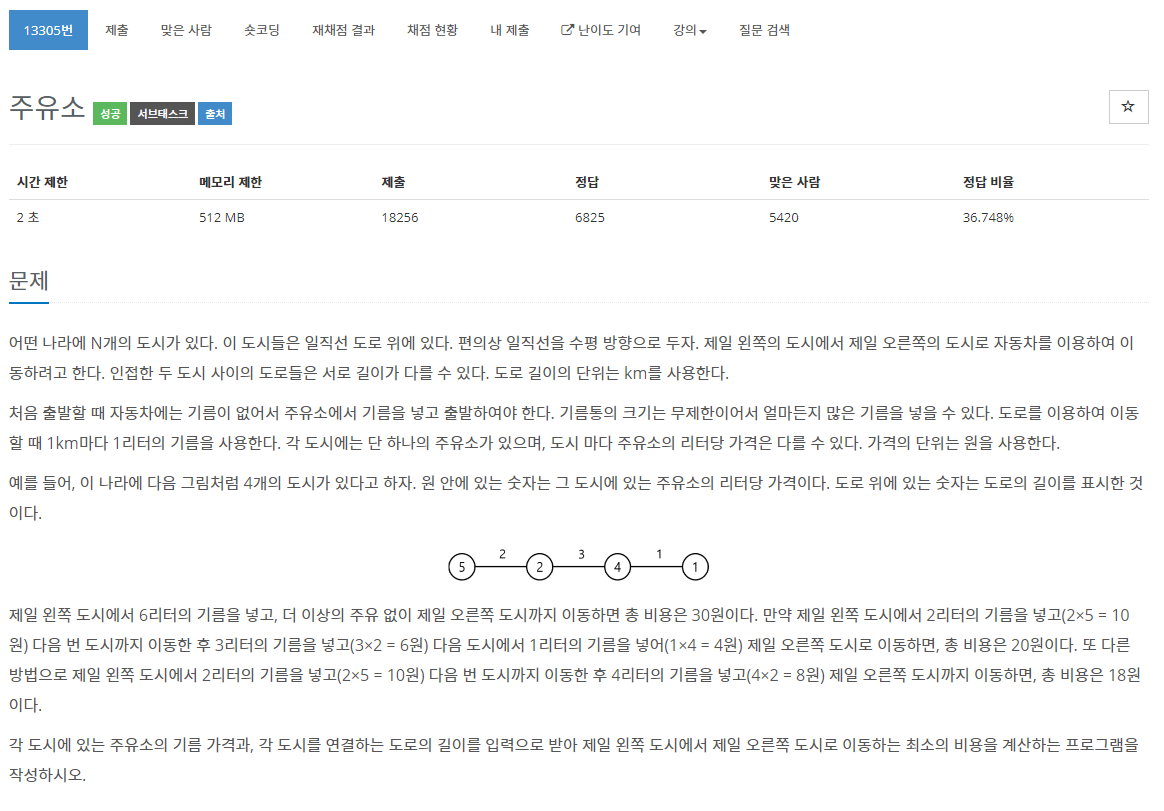 13305번 제출 맞은 사람 숏코딩 재채점 결과 채점 현황 내 제출 난이도 기여 강의 질문 검색
주유소 성공 서브태스크 출처
시간 제한 메모리 제한 제출 정답 맞은 사람 정답 비율
2 초 512 MB 18256 6825 5420 36.748%
문제
어떤 나라에 N개의 도시가 있다. 이 도시들은 일직선 도로 위에 있다. 편의상 일직선을 수평 방향으로 두자. 제일 왼쪽의 도시에서 제일 오른쪽의 도시로 자동차를 이용하여 이
동하려고 한다. 인접한 두 도시 사이의 도로들은 서로 길이가 다를 수 있다. 도로 길이의 단위는 km를 사용한다.
처음 출발할 때 자동차에는 기름이 없어서 주유소에서 기름을 넣고 출발하여야 한다. 기름통의 크기는 무제한이어서 얼마든지 많은 기름을 넣을 수 있다. 도로를 이용하여 이동
할 때 1km마다 1리터의 기름을 사용한다. 각 도시에는 단 하나의 주유소가 있으며, 도시 마다 주유소의 리터당 가격은 다를 수 있다. 가격의 단위는 원을 사용한다.
예를 들어, 이 나라에 다음 그림처럼 4개의 도시가 있다고 하자. 원 안에 있는 숫자는 그 도시에 있는 주유소의 리터당 가격이다. 도로 위에 있는 숫자는 도로의 길이를 표시한 것
이다.
2 3 1
5 2 4 1
제일 왼쪽 도시에서 6리터의 기름을 넣고, 더 이상의 주유 없이 제일 오른쪽 도시까지 이동하면 총 비용은 30원이다. 만약 제일 왼쪽 도시에서 2리터의 기름을 넣고(2×5 = 10
원) 다음 번 도시까지 이동한 후 3리터의 기름을 넣고(3×2 = 6원) 다음 도시에서 1리터의 기름을 넣어(1×4 = 4원) 제일 오른쪽 도시로 이동하면, 총 비용은 20원이다. 또 다른
방법으로 제일 왼쪽 도시에서 2리터의 기름을 넣고(2×5 = 10원) 다음 번 도시까지 이동한 후 4리터의 기름을 넣고(4×2 = 8원) 제일 오른쪽 도시까지 이동하면, 총 비용은 18원
이다.
각 도시에 있는 주유소의 기름 가격과, 각 도시를 연결하는 도로의 길이를 입력으로 받아 제일 왼쪽 도시에서 제일 오른쪽 도시로 이동하는 최소의 비용을 계산하는 프로그램을
작성하시오.